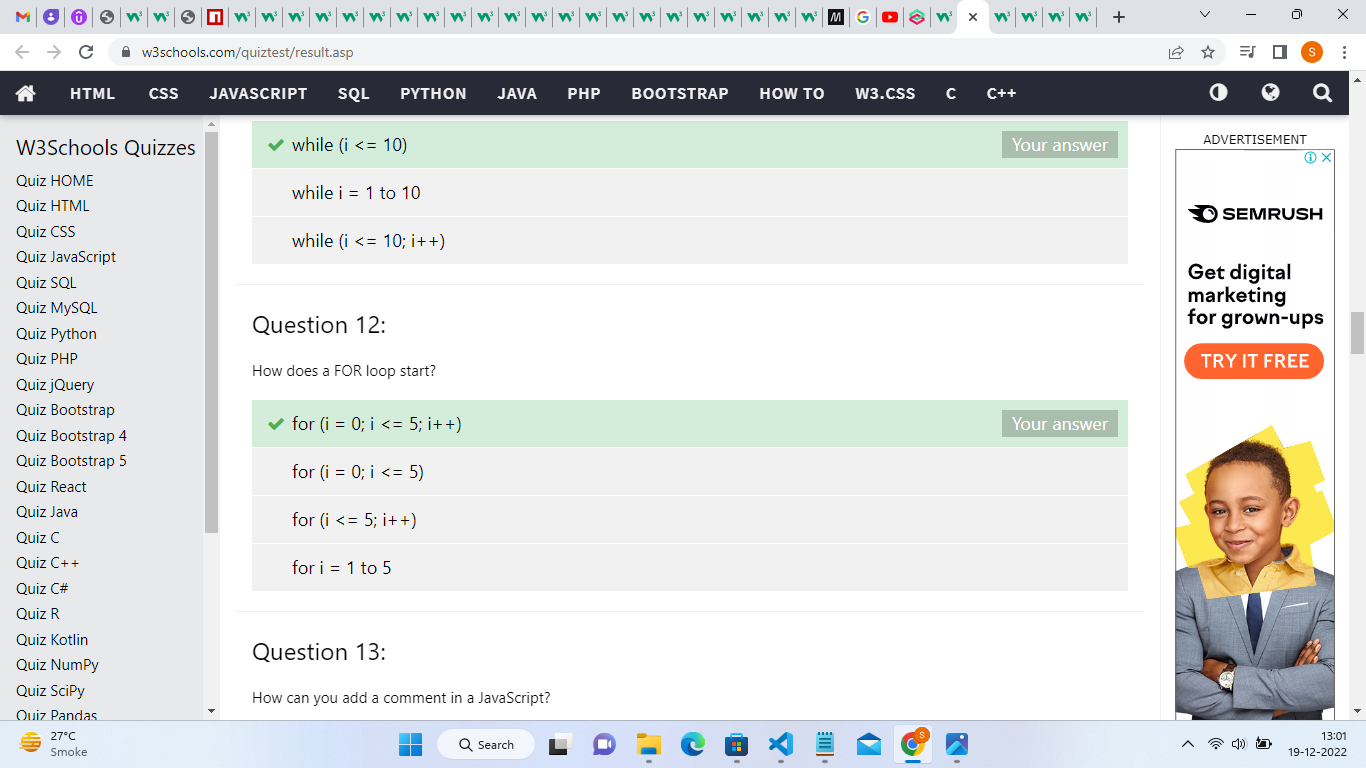 w3schools.com/quiztest/result.asp
S
HTML CSS JAVASCRIPT SQL PYTHON JAVA PHP BOOTSTRAP HOW TO W3.CSS C C++
W3Schools Quizzes
Quiz HOME
Quiz HTML
Quiz CSS
Quiz JavaScript
Quiz SQL
Quiz MySQL
Quiz Python
Quiz PHP
Quiz jQuery
Quiz Bootstrap
Quiz Bootstrap 4
Quiz Bootstrap 5
Quiz React
Quiz Java
Quiz C
Quiz C++
Quiz C#
Quiz R
Quiz Kotlin
Quiz NumPy
Quiz SciPy
Quiz Pandas
while (i <= 10) Your answer
while i = 1 to 10
while (i <= 10; i++)
Question 12:
How does a FOR loop start?
for (i = 0; i <= 5; i++) Your answer
for (i = 0; i <= 5)
for (i <= 5; i++)
for i = 1 to 5
Question 13:
How can you add a comment in a JavaScript?
ADVERTISEMENT
SEMRUSH
Get digital
marketing
for grown-ups
TRY IT FREE
27°C
Smoke
Search
S
13:01
19-12-2022